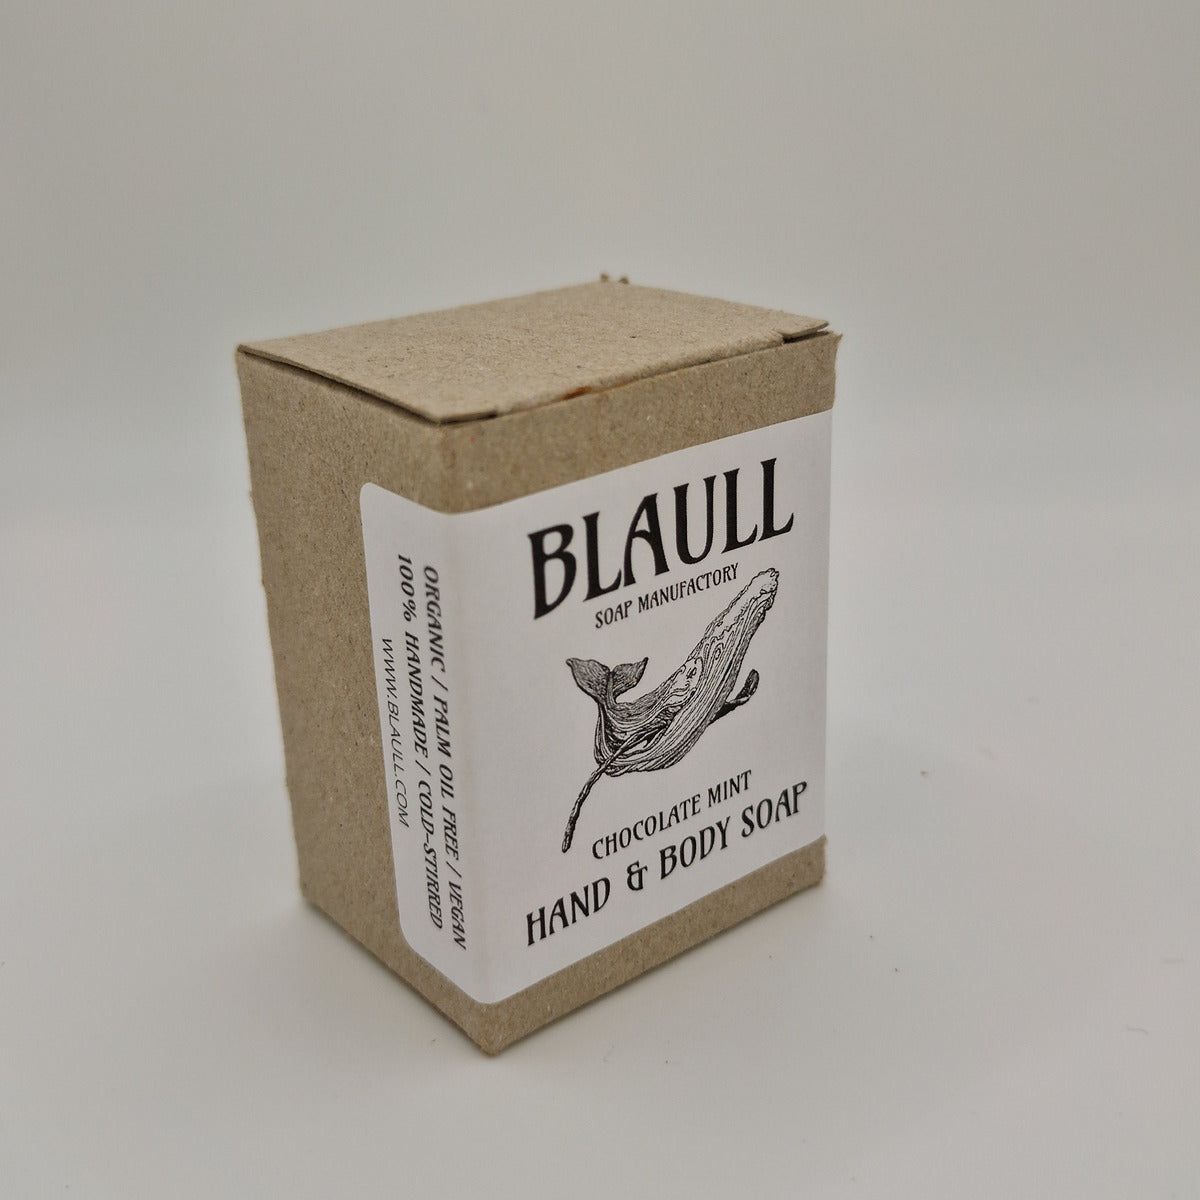 BLAULL
SOAP MANUFACTORY
CHOCOLATE MINT
HAND & BODY SOAP
ORGANIC / PALM OIL FREE / VEGAN
100% HANDMADE / COLD-STIRRED
WWW.BLAULL.COM